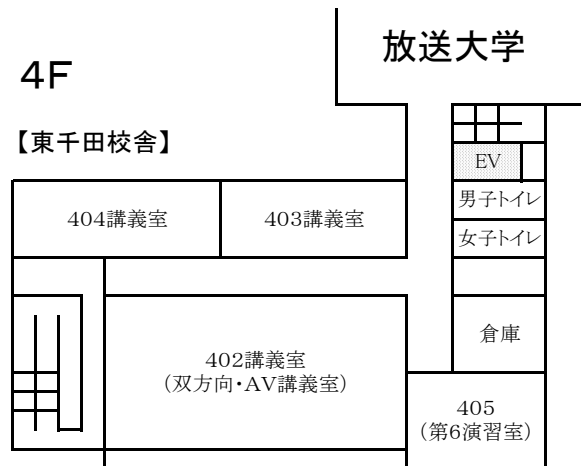 放送大学
4F
【東千田校舎】
EV
男子トイレ
404講義室
403講義室
女子トイレ
倉庫
402講義室
（双方向・AV講義室）
405
（第6演習室）